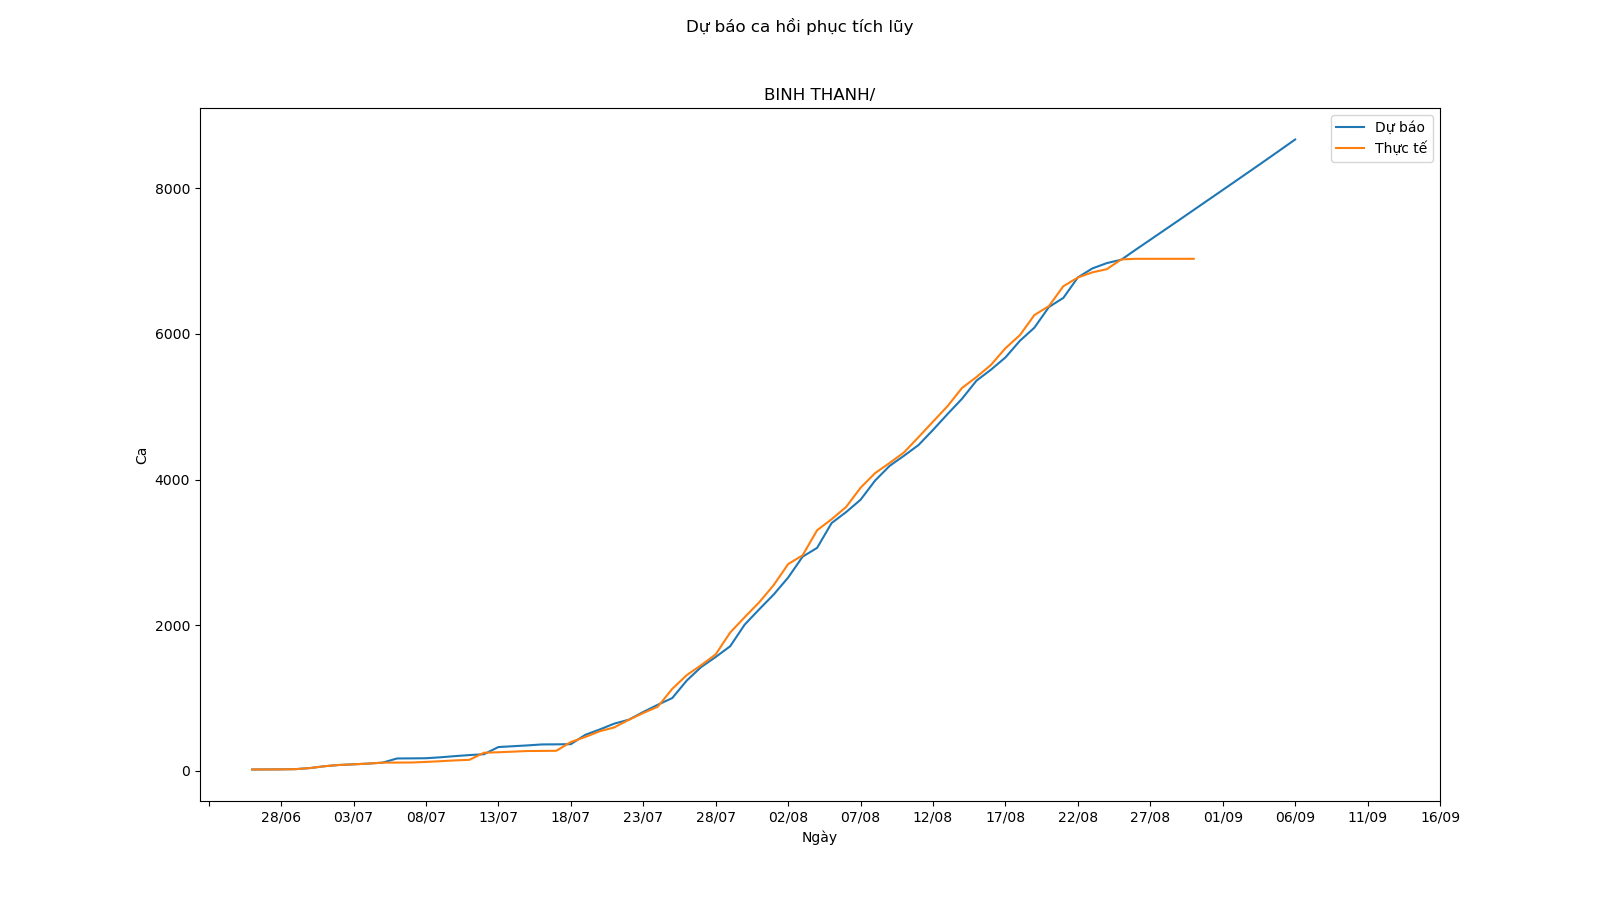 Dự báo ca hồi phục tích lũy
BINH THANH/
Dự báo
Thực tế
8000
6000
4000
2000
0
Ca
28/06 03/07 08/07 13/07 18/07 23/07 28/07 02/08 07/08 12/08 17/08 22/08 27/08 01/09 06/09 11/09 16/09
Ngày